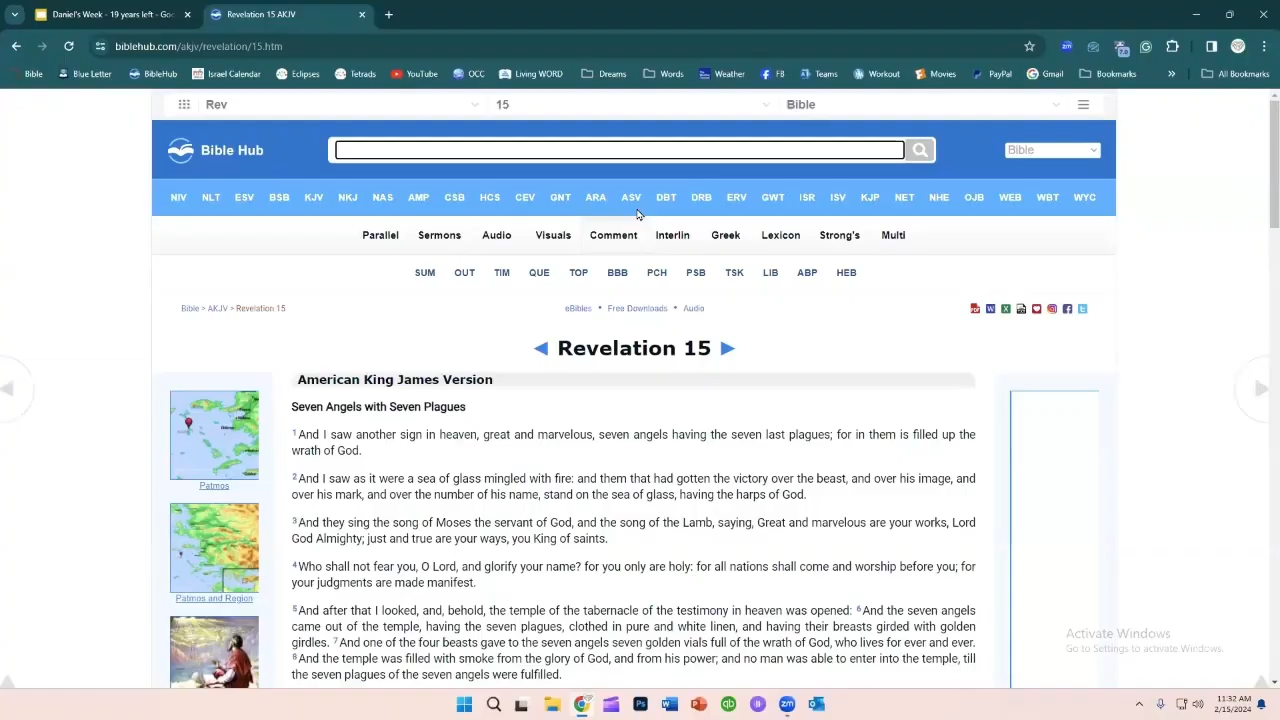 Daniel's Week - 19 years left - Goo
Revelation 15 AKJV
biblehub.com/akjv/revelation/15.htm
Bible Blue Letter BibleHub Israel Calendar Eclipses Tetrads YouTube OCC Living WORD Dreams Words Weather FB Teams Workout Movies PayPal Gmail Bookmarks All Bookmarks
Rev 15 Bible
Bible Hub Bible
NIV NLT ESV BSB KJV NKJ NAS AMP CSB HCS CEV GNT ARA ASV DBT DRB ERV GWT ISR ISV KJP NET NHE OJB WEB WBT WYC
Parallel Sermons Audio Visuals Comment Interlin Greek Lexicon Strong's Multi
SUM OUT TIM QUE TOP BBB PCH PSB TSK LIB ABP HEB
Bible > AKJV > Revelation 15 eBibles • Free Downloads • Audio
◄ Revelation 15 ►
American King James Version
Seven Angels with Seven Plagues
1And I saw another sign in heaven, great and marvelous, seven angels having the seven last plagues; for in them is filled up the
wrath of God.
2And I saw as it were a sea of glass mingled with fire: and them that had gotten the victory over the beast, and over his image, and
over his mark, and over the number of his name, stand on the sea of glass, having the harps of God.
3And they sing the song of Moses the servant of God, and the song of the Lamb, saying, Great and marvelous are your works, Lord
God Almighty; just and true are your ways, you King of saints.
4Who shall not fear you, O Lord, and glorify your name? for you only are holy: for all nations shall come and worship before you; for
your judgments are made manifest.
5And after that I looked, and, behold, the temple of the tabernacle of the testimony in heaven was opened: 6And the seven angels
came out of the temple, having the seven plagues, clothed in pure and white linen, and having their breasts girded with golden
girdles. 7And one of the four beasts gave to the seven angels seven golden vials full of the wrath of God, who lives for ever and ever.
8And the temple was filled with smoke from the glory of God, and from his power; and no man was able to enter into the temple, till
the seven plagues of the seven angels were fulfilled.
Patmos
Patmos and Region
Activate Windows
Go to Settings to activate Windows.
11:32 AM
2/15/2024